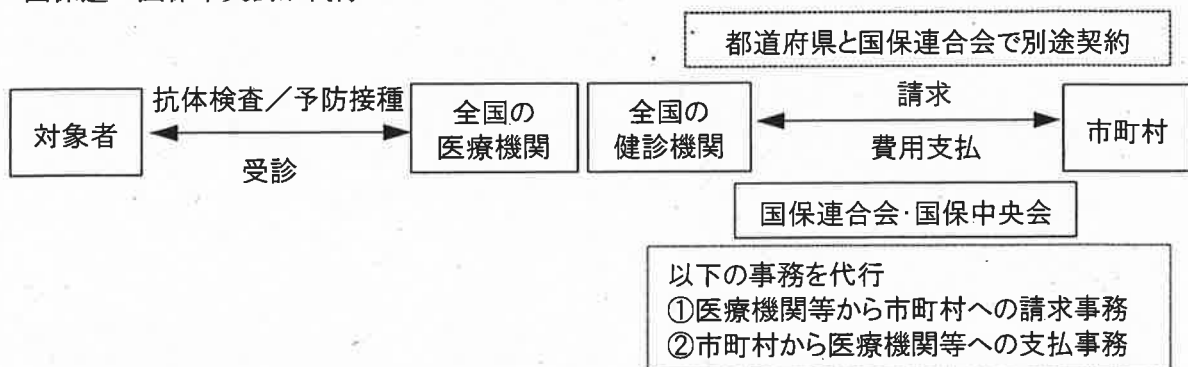 都道府県と国保連合会で別途契約
対象者
抗体検査／予防接種
受診
全国の
医療機関
全国の
健診機関
請求
費用支払
市町村
国保連合会・国保中央会
以下の事務を代行
①医療機関等から市町村への請求事務
②市町村から医療機関等への支払事務